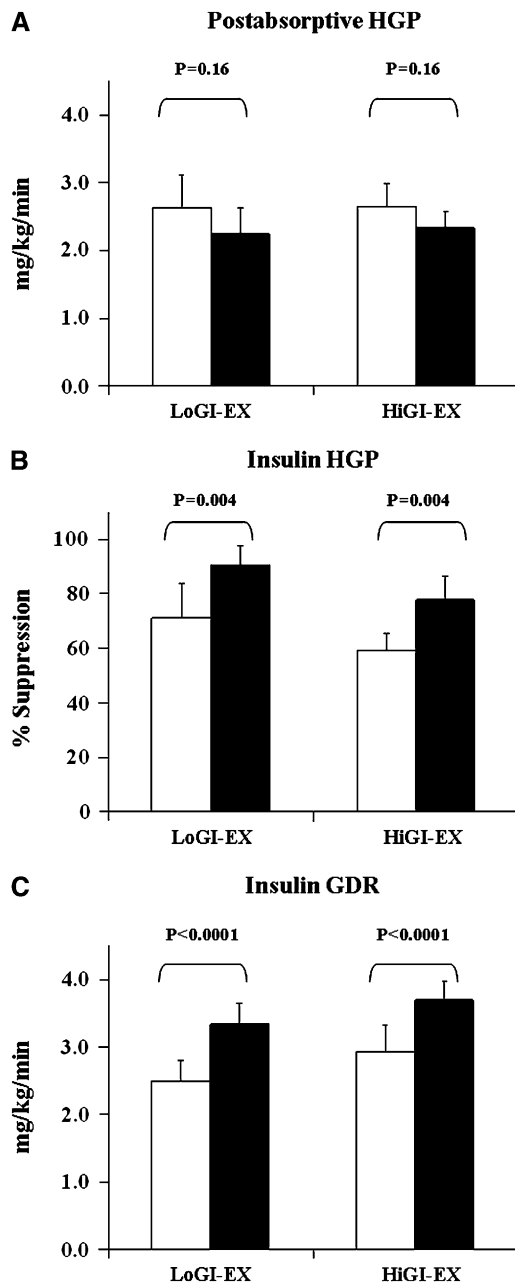 A
Postabsorptive HGP
P=0.16 P=0.16
4.0
3.0
2.0
1.0
0.0
mg/kg/min
LoGI-EX HiGI-EX
B
Insulin HGP
P=0.004 P=0.004
100
80
60
40
20
0
% Suppression
LoGI-EX HiGI-EX
C
Insulin GDR
P<0.0001 P<0.0001
4.0
3.0
2.0
1.0
0.0
mg/kg/min
LoGI-EX HiGI-EX